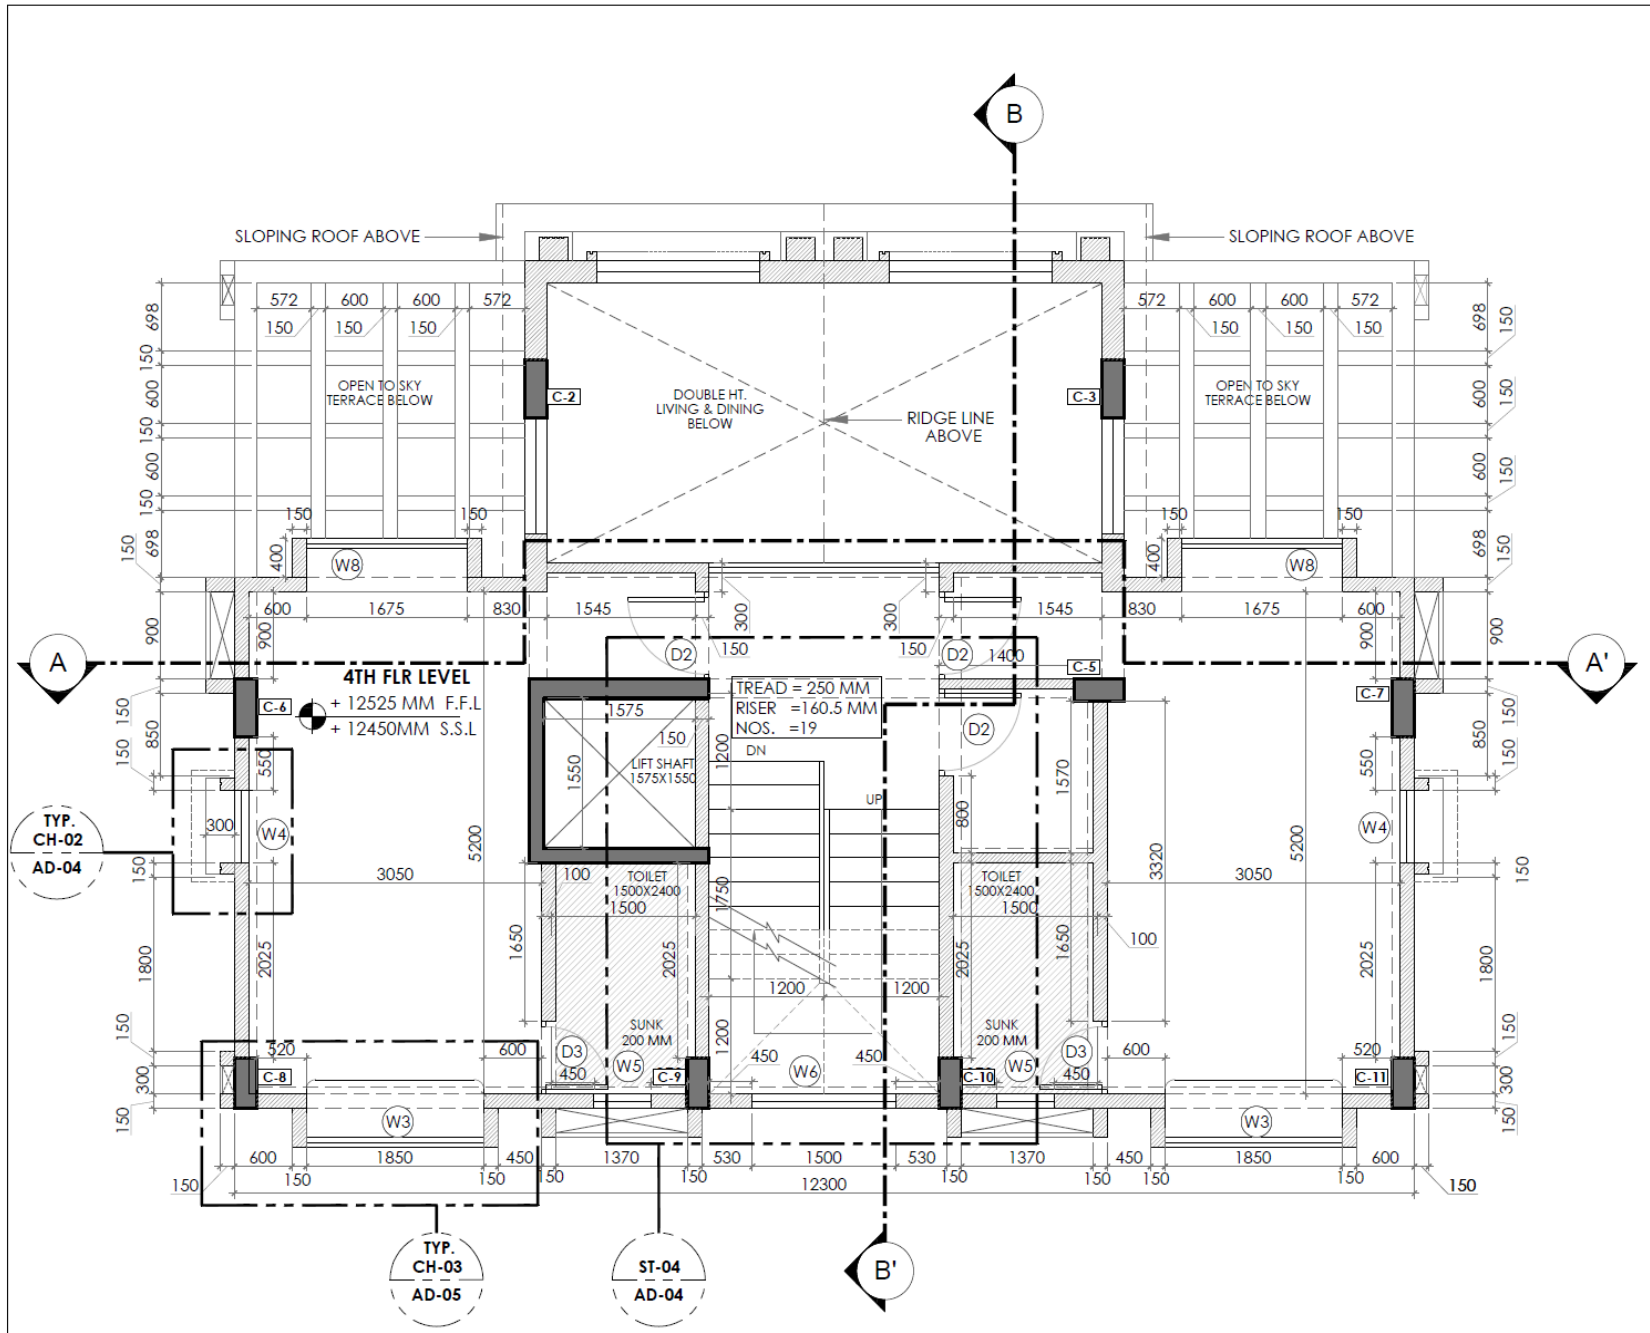 B
SLOPING ROOF ABOVE
SLOPING ROOF ABOVE
572 600 600 572
572 600 600 572
150 150 150
150 150 150
698
150
600
150
600
150
698
150
698
150
600
150
600
150
698
OPEN TO SKY
TERRACE BELOW
C-2
DOUBLE HT.
LIVING & DINING
BELOW
C-3
RIDGE LINE
ABOVE
OPEN TO SKY
TERRACE BELOW
150 150
150 150
400
400
W8
W8
600 1675 830 1545
300
300
1545 830 1675 600
150
900
900
150
150
900
900
D2
D2
1400
C-5
A
A'
4TH FLR LEVEL
+ 12525 MM F.F.L
+ 12450MM S.S.L
C-6
C-7
TREAD = 250 MM
RISER =160.5 MM
NOS. =19
1575
150
D2
DN
UP
LIFT SHAFT
1575X1550
1550
1200
1570
800
150
850
150
550
550
150
850
TYP.
CH-02
AD-04
300
W4
W4
5200
5200
3320
3050
3050
TOILET
1500X2400
TOILET
1500X2400
100
1500
1500
100
1750
150
1800
150
2025
1650
2025
2025
1650
2025
150
1800
150
1200 1200
1200
SUNK
200 MM
SUNK
200 MM
520
600
D3
W5
450
C-9
450
W6
450
C-10
W5
D3
450
600
520
C-8
C-11
300
150
300
150
W3
W3
600 1850 450 1370 530 1500 530 1370 450 1850 600
150 150 150 150 150 150 150 150 150 150 150 150
12300
TYP.
CH-03
AD-05
ST-04
AD-04
B'